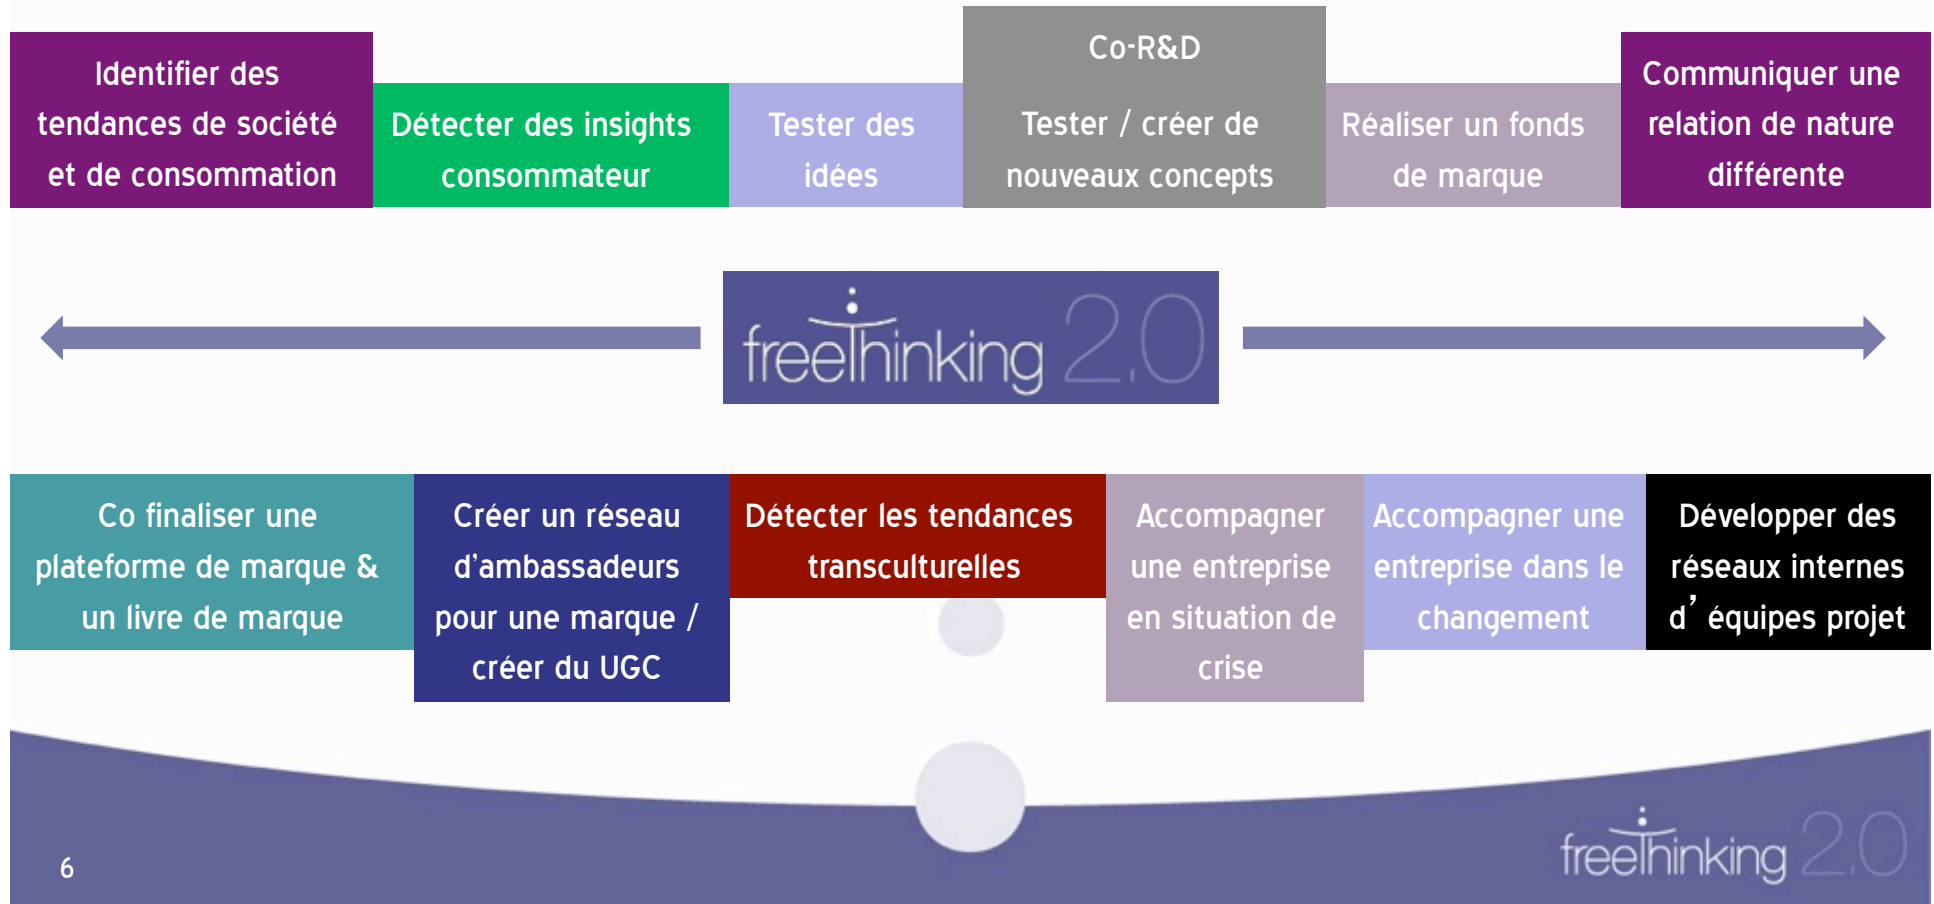 Identifier des
tendances de société
et de consommation
Détecter des insights
consommateur
Tester des
idées
Co-R&D
Tester / créer de
nouveaux concepts
Réaliser un fonds
de marque
Communiquer une
relation de nature
différente
freeThinking 2.0
Co finaliser une
plateforme de marque &
un livre de marque
Créer un réseau
d'ambassadeurs
pour une marque /
créer du UGC
Détecter les tendances
transculturelles
Accompagner
une entreprise
en situation de
crise
Accompagner une
entreprise dans le
changement
Développer des
réseaux internes
d’ équipes projet
6
freeThinking 2.0